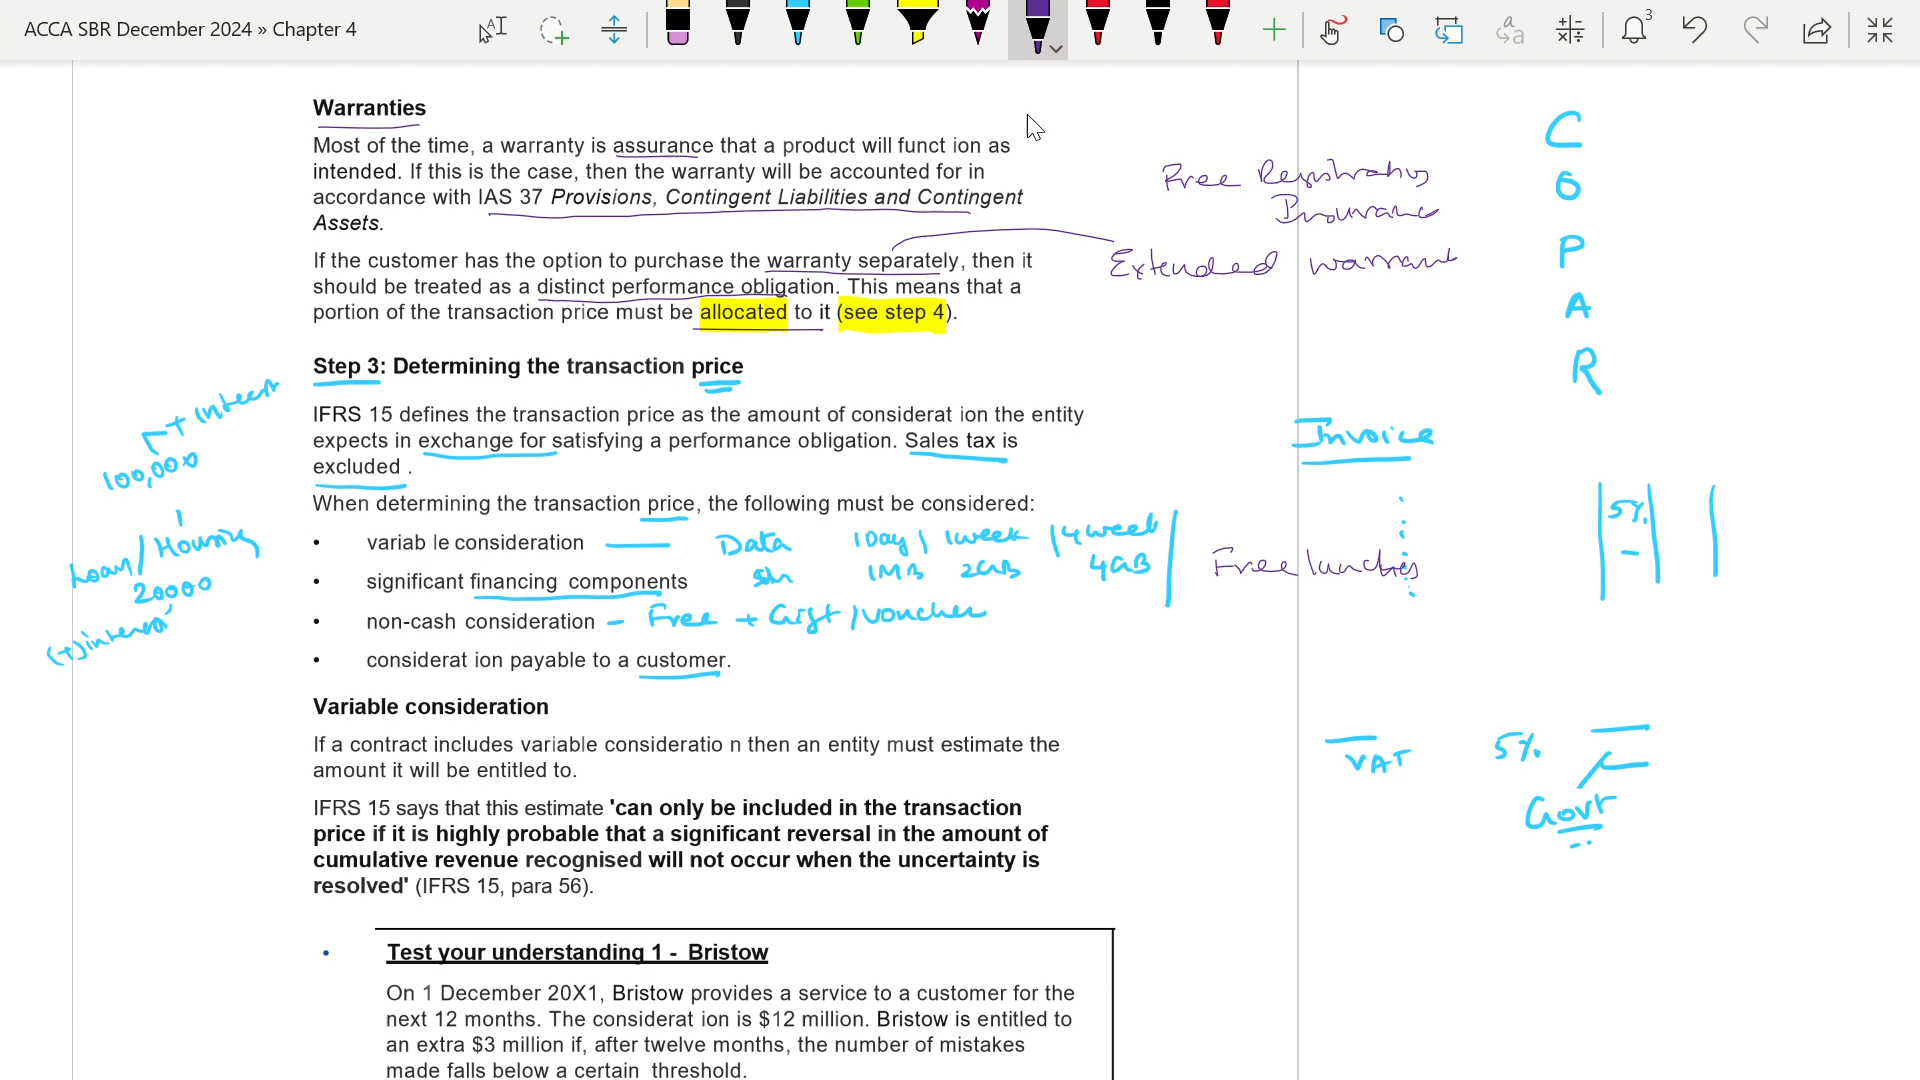 ACCA SBR December 2024 » Chapter 4
3
Warranties
Most of the time, a warranty is assurance that a product will funct ion as
intended. If this is the case, then the warranty will be accounted for in
accordance with IAS 37 Provisions, Contingent Liabilities and Contingent
Assets.
If the customer has the option to purchase the warranty separately, then it
should be treated as a distinct performance obligation. This means that a
portion of the transaction price must be allocated to it (see step 4).
Free Registration
Insurance
Extended warrant
C
O
P
A
R
Step 3: Determining the transaction price
IFRS 15 defines the transaction price as the amount of considerat ion the entity
expects in exchange for satisfying a performance obligation. Sales tax is
excluded .
+ interest
100,000
Invoice
When determining the transaction price, the following must be considered:
• variab le consideration
• significant financing components
• non-cash consideration
• considerat ion payable to a customer.
Data 1Day | 1week | 4week
1MB 2GB 4GB
- Free + Gift / voucher
Loan / Housing
20000
(+) interest
Free lunches
5%
Variable consideration
If a contract includes variable consideratio n then an entity must estimate the
amount it will be entitled to.
IFRS 15 says that this estimate 'can only be included in the transaction
price if it is highly probable that a significant reversal in the amount of
cumulative revenue recognised will not occur when the uncertainty is
resolved' (IFRS 15, para 56).
VAT 5%
Govt
• Test your understanding 1 - Bristow
On 1 December 20X1, Bristow provides a service to a customer for the
next 12 months. The considerat ion is $12 million. Bristow is entitled to
an extra $3 million if, after twelve months, the number of mistakes
made falls below a certain threshold.